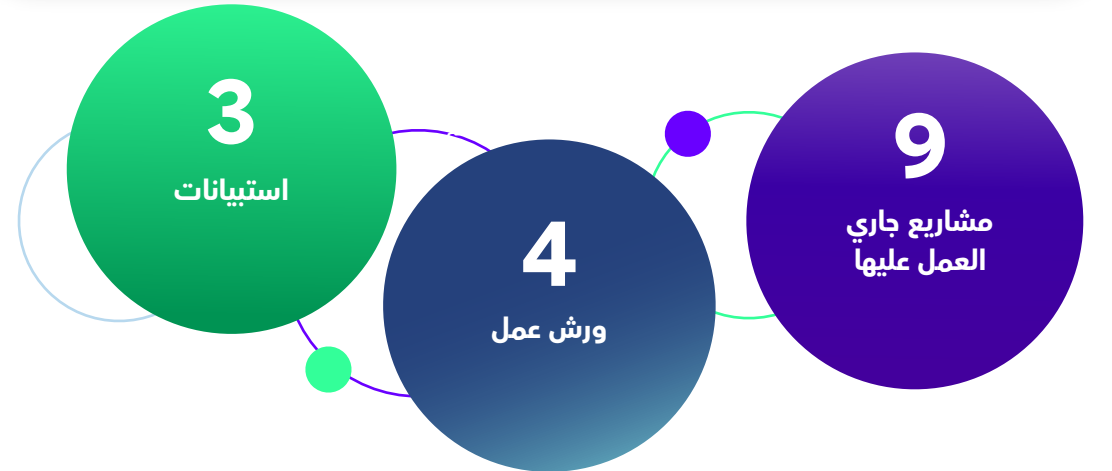 9
مشاريع جاري
العمل عليها
4
ورش عمل
3
استبيانات